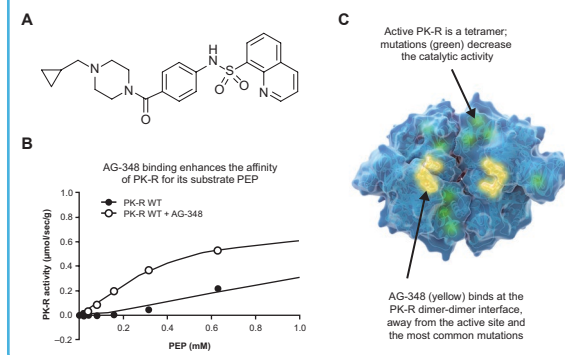 A
NH
S
O O
N
N
N
O
B
AG-348 binding enhances the affinity
of PK-R for its substrate PEP
PK-R activity (μmol/sec/g)
1.0
0.8
0.6
0.4
0.2
0.0
−0.2
PK-R WT
PK-R WT + AG-348
0.2 0.4 0.6 0.8 1.0
PEP (mM)
C
Active PK-R is a tetramer;
mutations (green) decrease
the catalytic activity
AG-348 (yellow) binds at the
PK-R dimer-dimer interface,
away from the active site and
the most common mutations